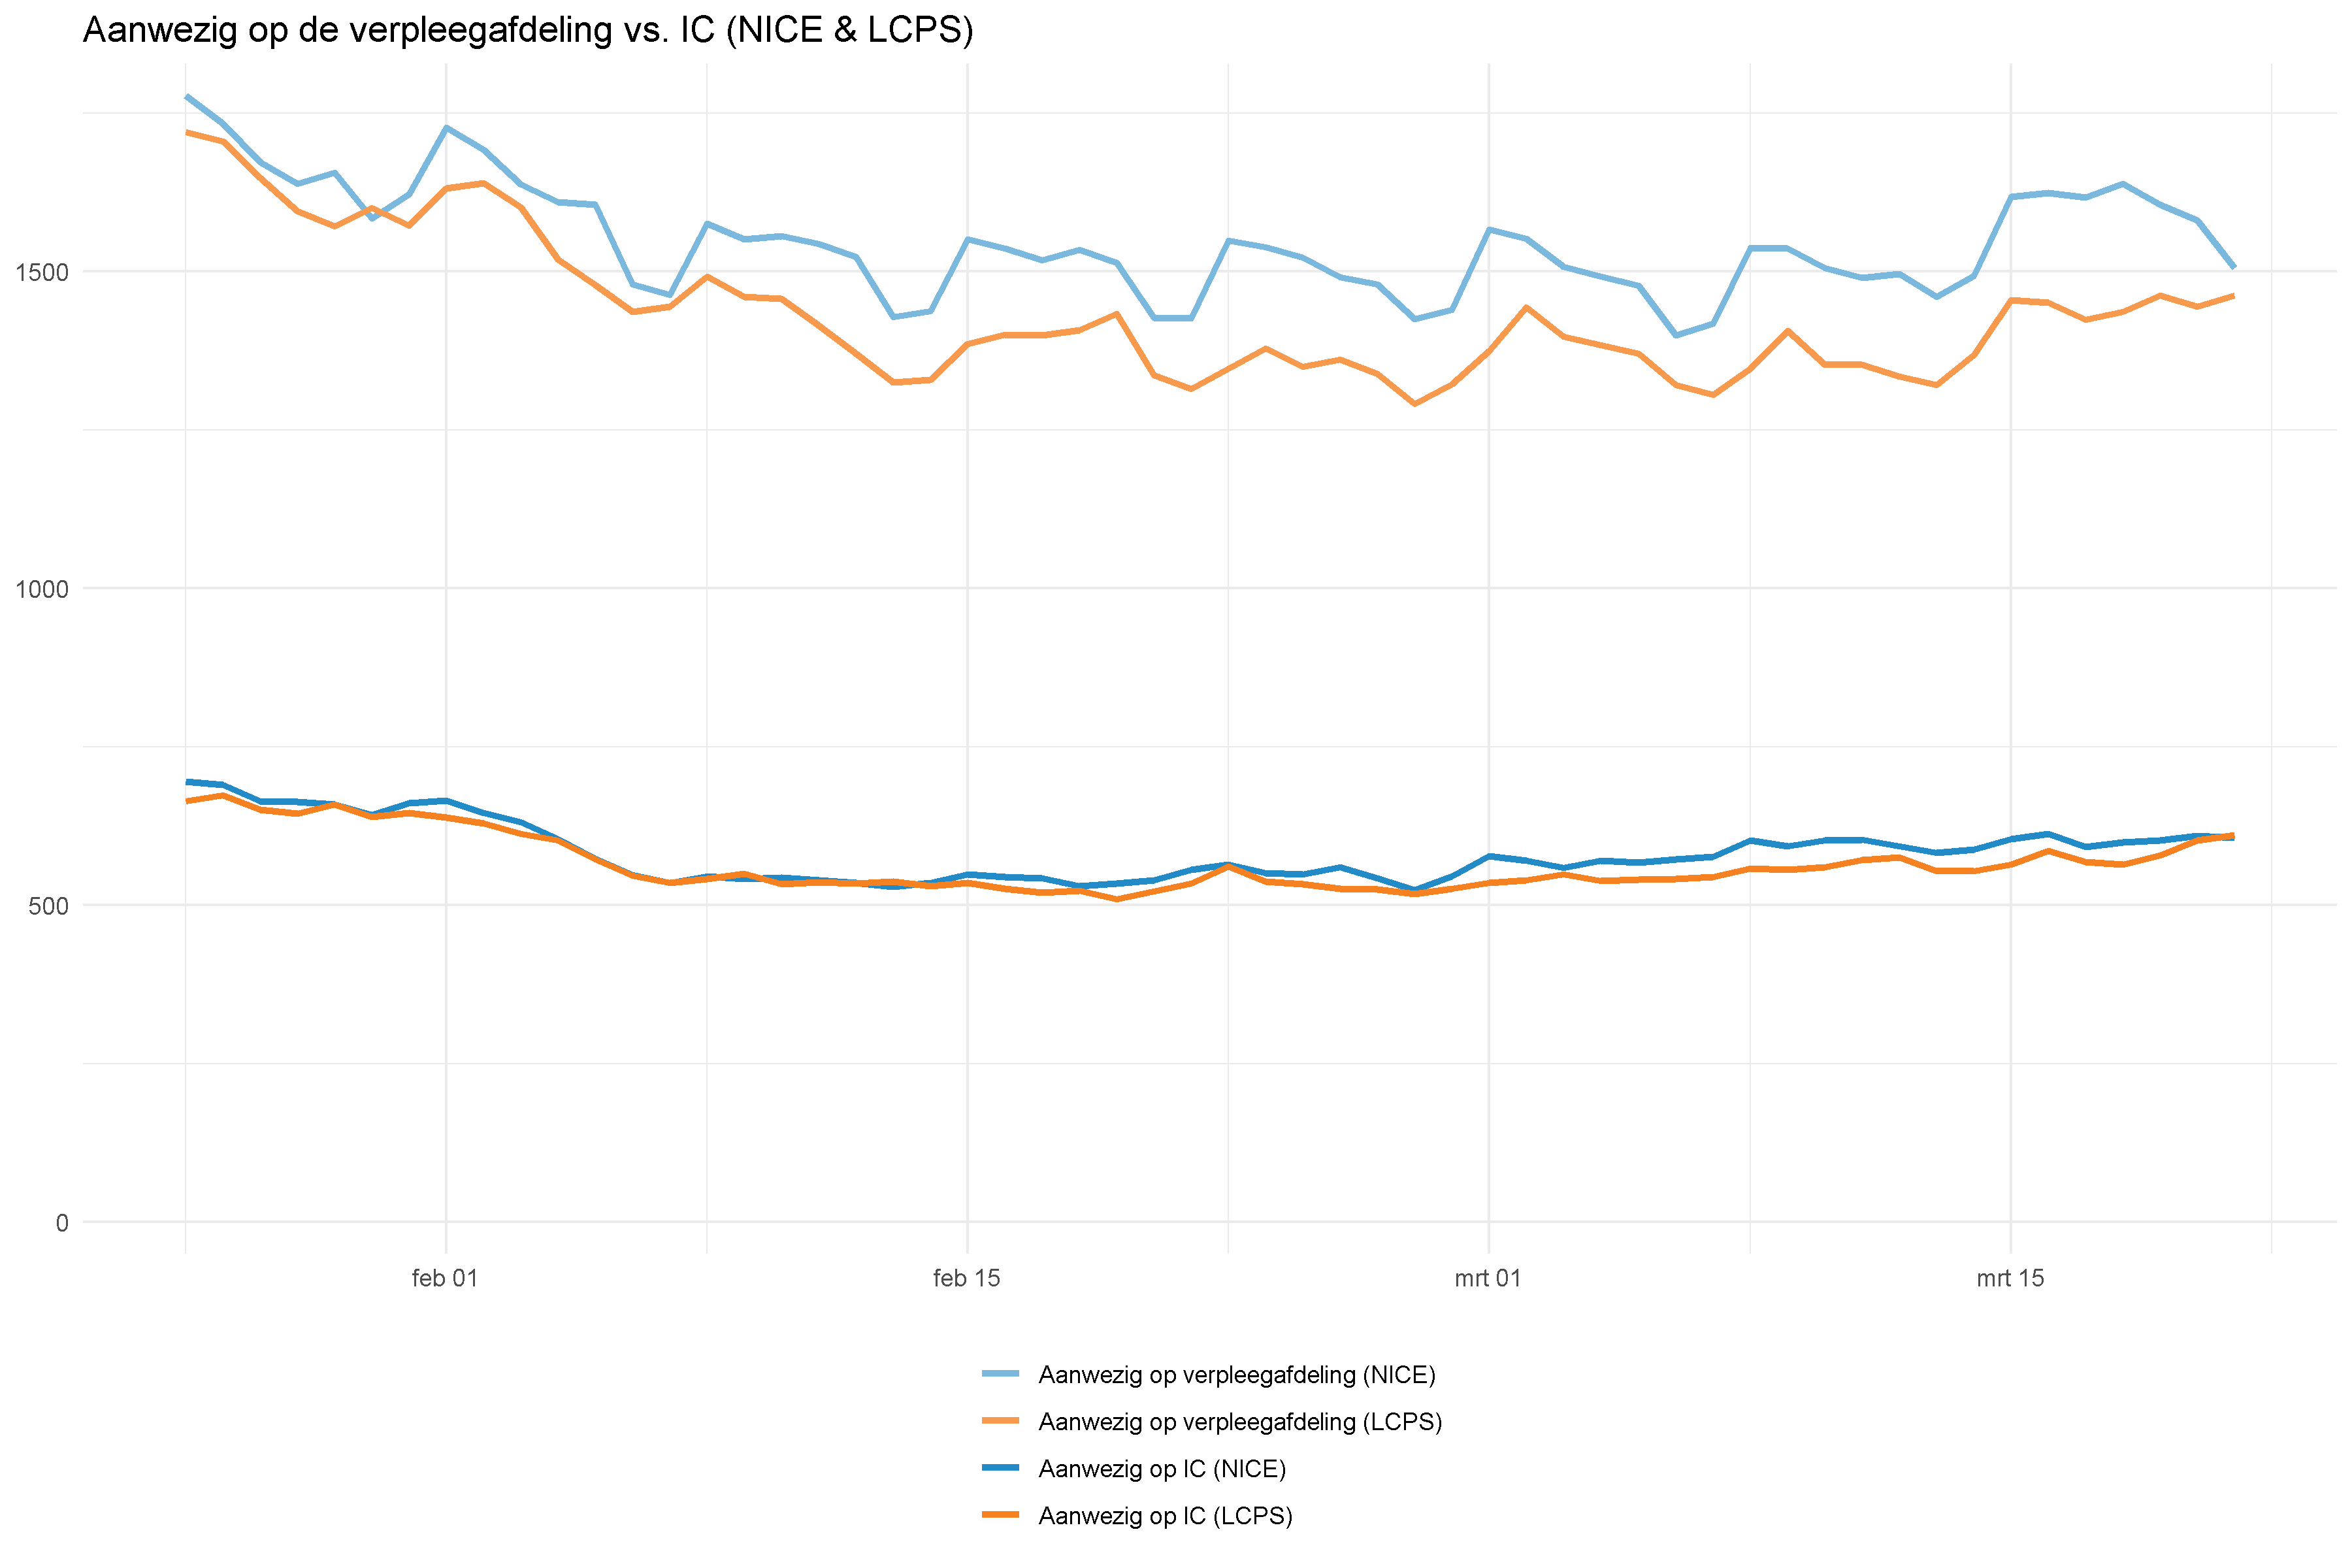 Aanwezig op de verpleegafdeling vs. IC (NICE & LCPS)
1500
1000
500
0
feb 01
feb 15
mrt 01
mrt 15
Aanwezig op verpleegafdeling (NICE)
Aanwezig op verpleegafdeling (LCPS)
Aanwezig op IC (NICE)
Aanwezig op IC (LCPS)